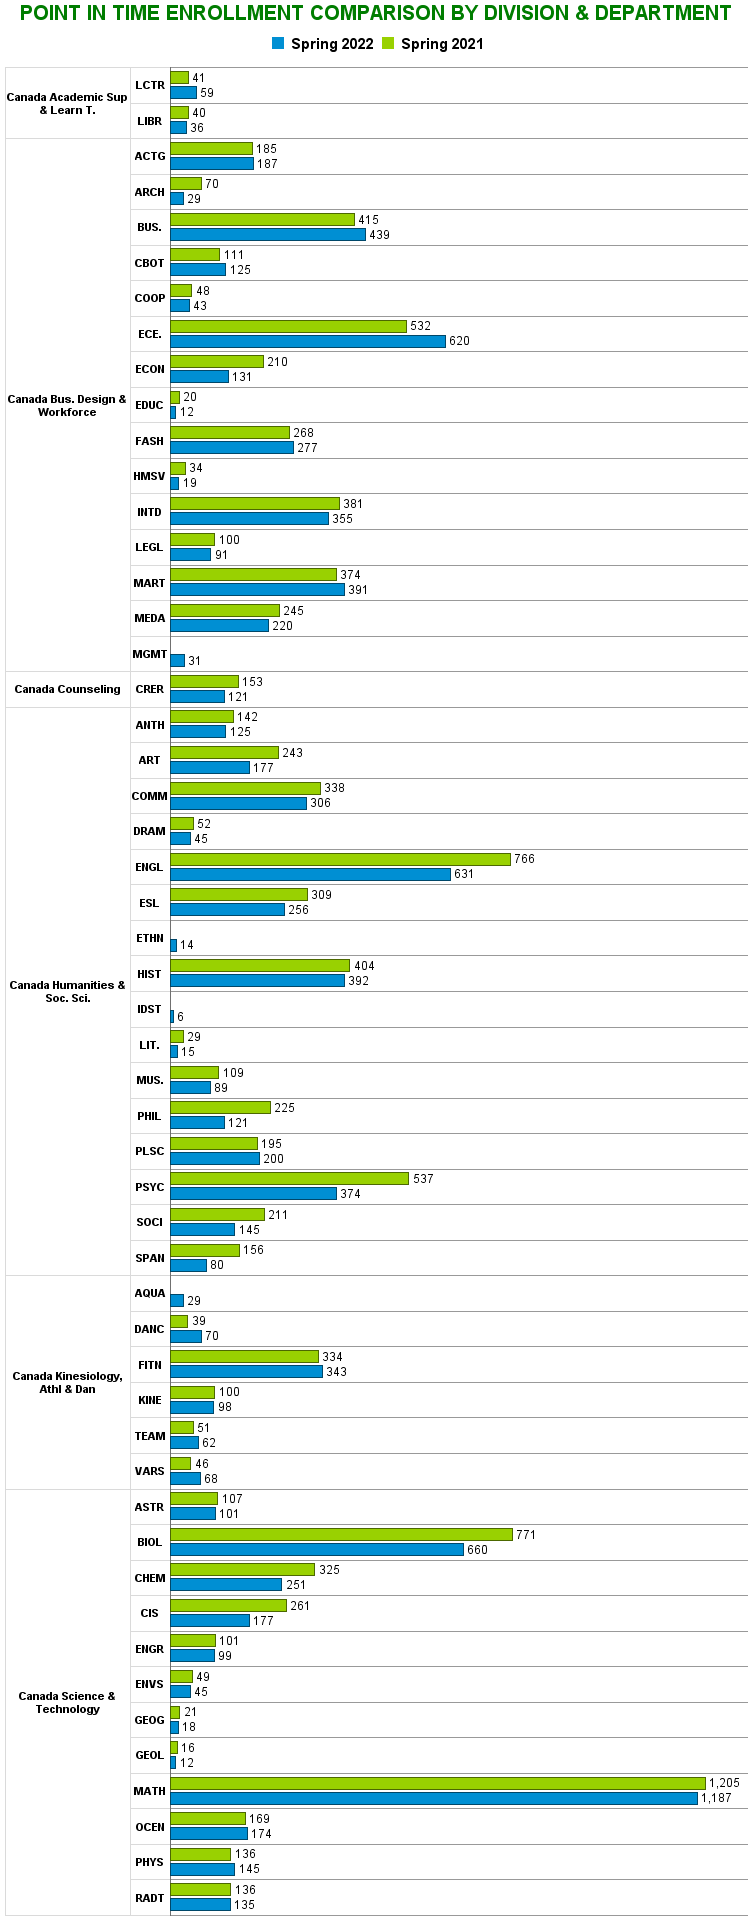 POINT IN TIME ENROLLMENT COMPARISON BY DIVISION & DEPARTMENT
Spring 2022 Spring 2021
Canada Academic Sup
& Learn T.
LCTR 41
59
LIBR 40
36
Canada Bus. Design &
Workforce
ACTG 185
187
ARCH 70
29
BUS. 415
439
CBOT 111
125
COOP 48
43
ECE. 532
620
ECON 210
131
EDUC 20
12
FASH 268
277
HMSV 34
19
INTD 381
355
LEGL 100
91
MART 374
391
MEDA 245
220
MGMT
31
Canada Counseling
CRER 153
121
Canada Humanities &
Soc. Sci.
ANTH 142
125
ART 243
177
COMM 338
306
DRAM 52
45
ENGL 766
631
ESL 309
256
ETHN
14
HIST 404
392
IDST
6
LIT. 29
15
MUS. 109
89
PHIL 225
121
PLSC 195
200
PSYC 537
374
SOCI 211
145
SPAN 156
80
Canada Kinesiology,
Athl & Dan
AQUA
29
DANC 39
70
FITN 334
343
KINE 100
98
TEAM 51
62
VARS 46
68
Canada Science &
Technology
ASTR 107
101
BIOL 771
660
CHEM 325
251
CIS 261
177
ENGR 101
99
ENVS 49
45
GEOG 21
18
GEOL 16
12
MATH 1,205
1,187
OCEN 169
174
PHYS 136
145
RADT 136
135